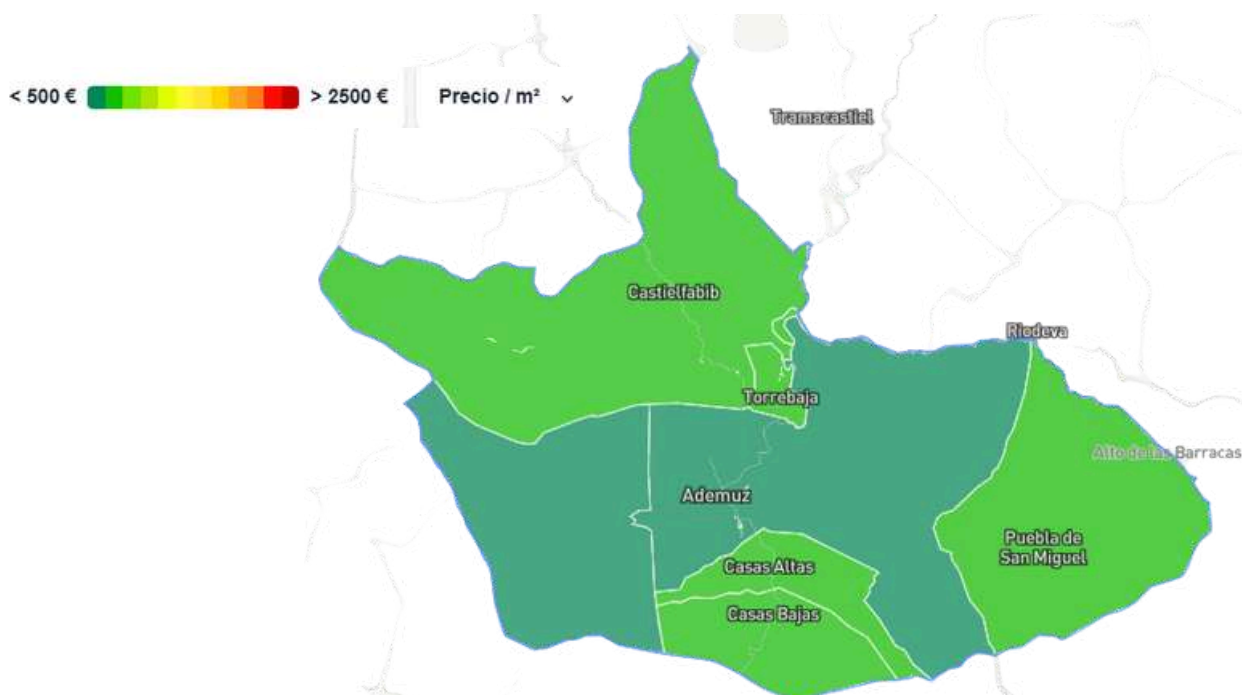 < 500 €
> 2500 €
Precio / m²
Tramacastiel
Castielfabib
Riodeva
Torrebaja
Alto de las Barracas
Ademuz
Puebla de
San Miguel
Casas Altas
Casas Bajas